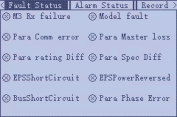 Fault Status Alarm Status Record
M3 Rx failure Model fault
Para Comm error Para Master loss
Para rating Diff Para Spec Diff
EPSShortCircuit EPSPowerReversed
BusShortCircuit Para Phase Error